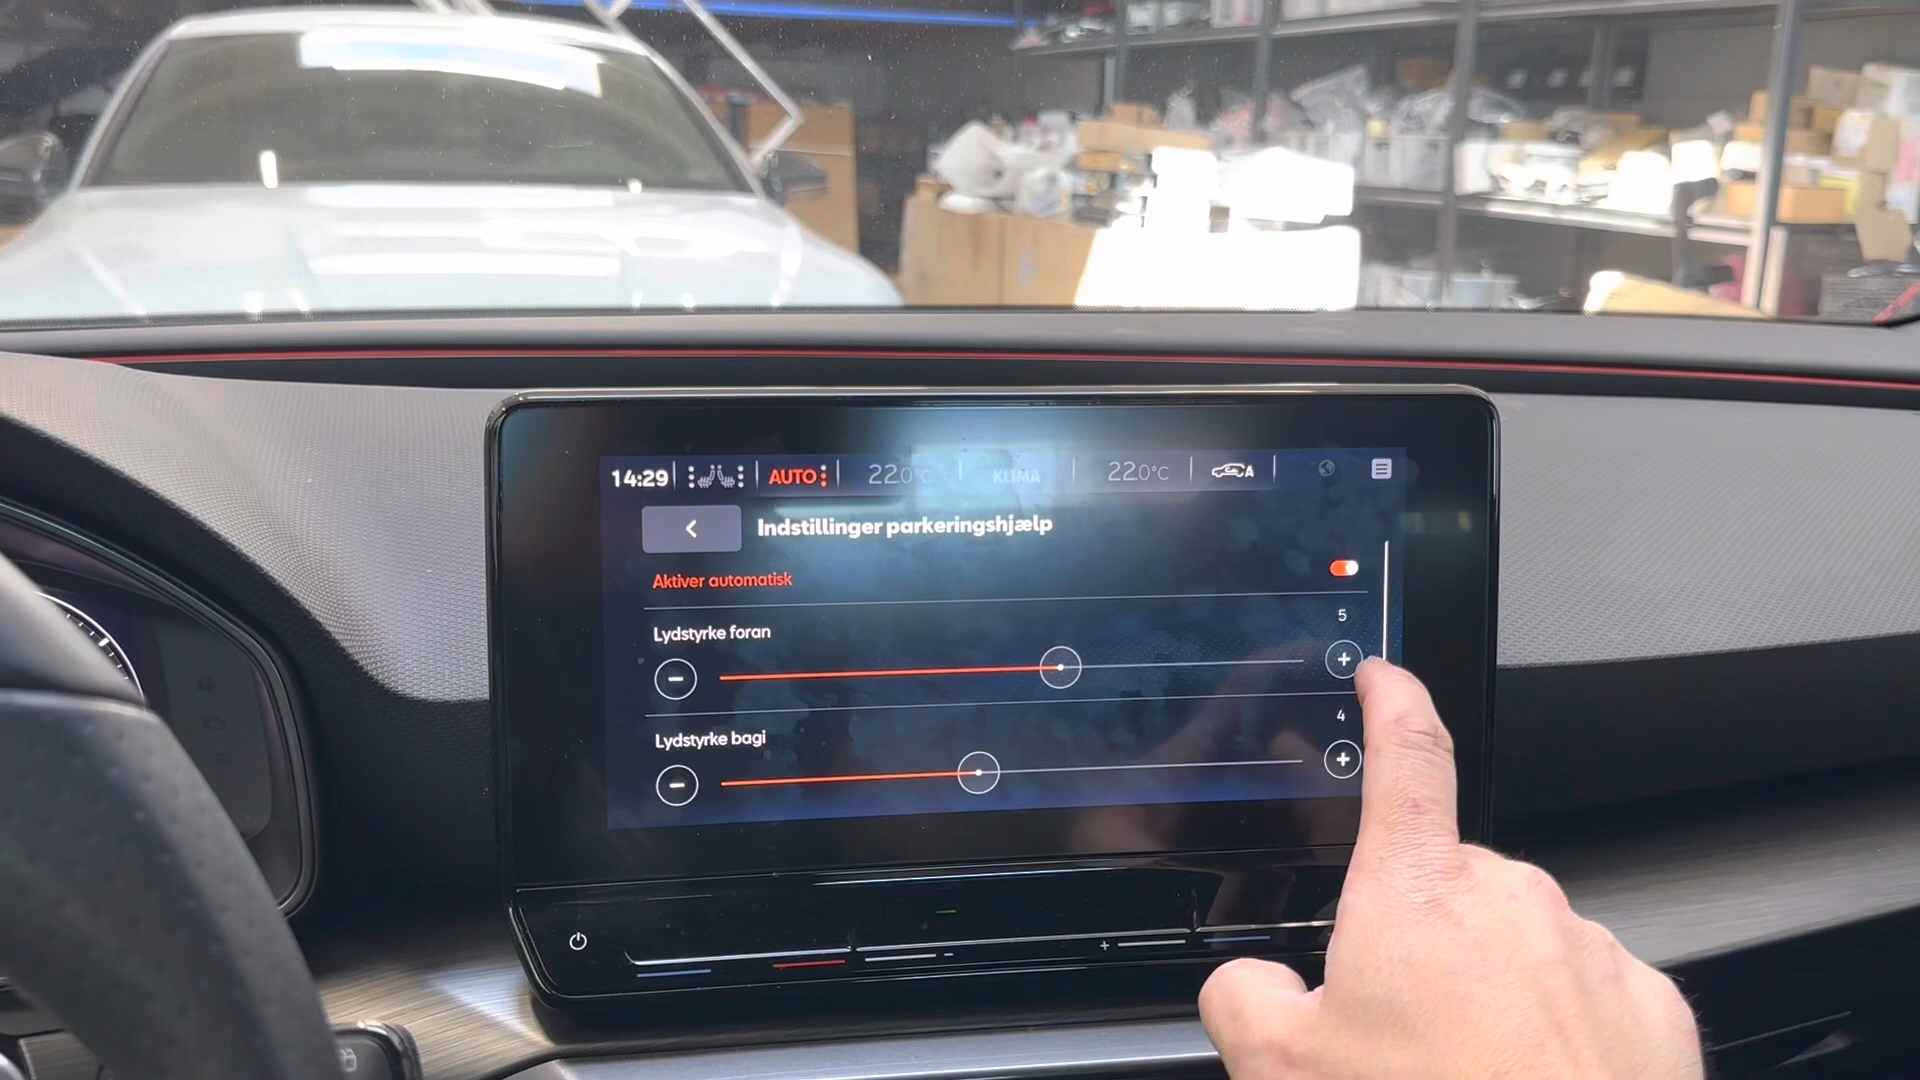 14:29 AUTO 22.0°C KLIMA 22.0°C A
Indstillinger parkeringshjælp
Aktiver automatisk
5
Lydstyrke foran
4
Lydstyrke bagi